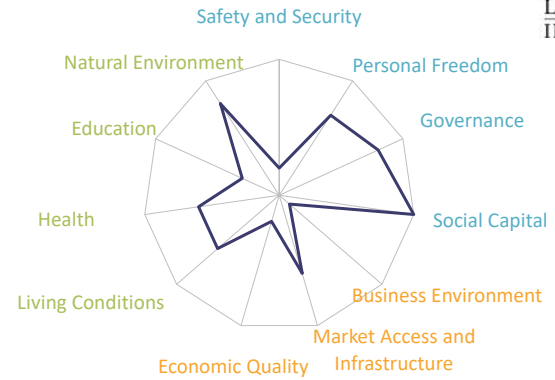 Safety and Security
Natural Environment
Personal Freedom
Education
Governance
Health
Social Capital
Living Conditions
Business Environment
Market Access and
Infrastructure
Economic Quality